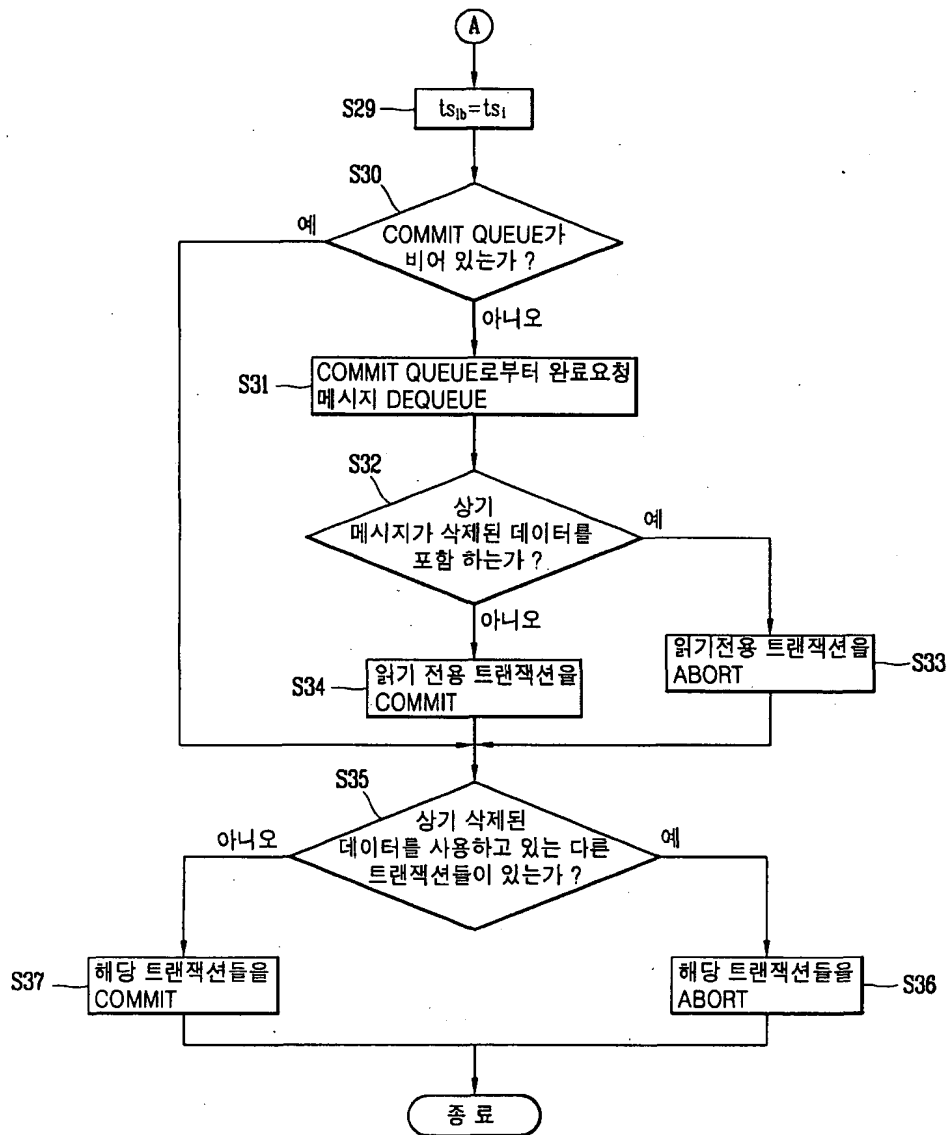 A
S29
ts_lb=ts_i
S30
예
COMMIT QUEUE가
비어 있는가 ?
아니오
S31
COMMIT QUEUE로부터 완료요청
메시지 DEQUEUE
S32
상기
메시지가 삭제된 데이터를
포함 하는가 ?
예
아니오
읽기전용 트랜잭션을
ABORT
S33
S34
읽기 전용 트랜잭션을
COMMIT
S35
상기 삭제된
데이터를 사용하고 있는 다른
트랜잭션들이 있는가 ?
아니오
예
S37
해당 트랜잭션들을
COMMIT
해당 트랜잭션들을
ABORT
S36
종 료